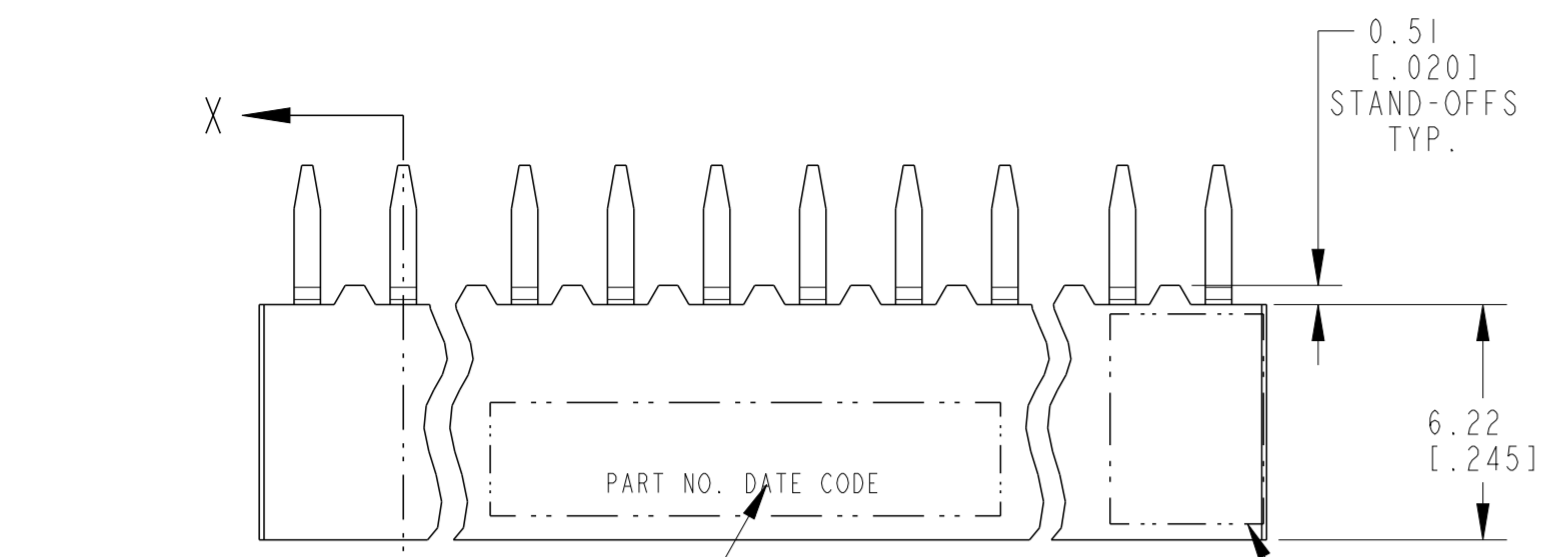 0.51
[.020]
STAND-OFFS
TYP.
X
6.22
[.245]
PART NO. DATE CODE